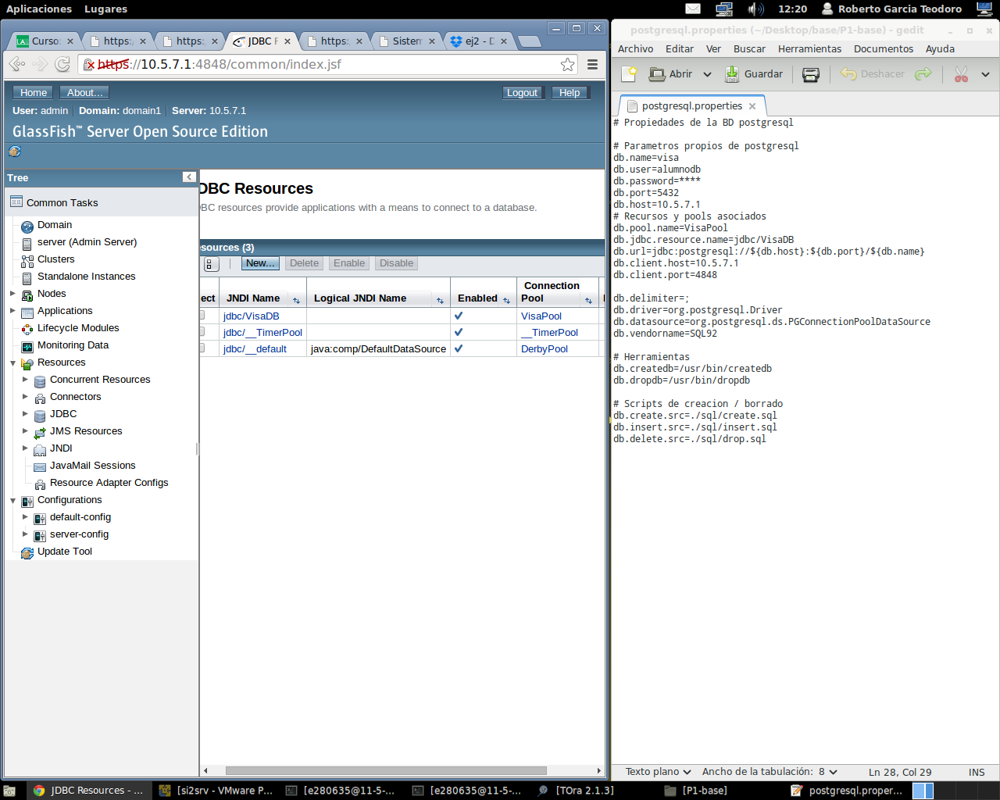 Aplicaciones Lugares 12:20 Roberto Garcia Teodoro
Curso: https:/ https: JDBC F https: Sistem ej2 - D
https://10.5.7.1:4848/common/index.jsf
Home About... Logout Help
User: admin Domain: domain1 Server: 10.5.7.1
GlassFish™ Server Open Source Edition
Tree
Common Tasks
Domain
server (Admin Server)
Clusters
Standalone Instances
Nodes
Applications
Lifecycle Modules
Monitoring Data
Resources
Concurrent Resources
Connectors
JDBC
JMS Resources
JNDI
JavaMail Sessions
Resource Adapter Configs
Configurations
default-config
server-config
Update Tool
DBC Resources
BC resources provide applications with a means to connect to a database.
esources (3)
New... Delete Enable Disable
ect JNDI Name Logical JNDI Name Enabled Connection Pool
jdbc/VisaDB VisaPool
jdbc/__TimerPool __TimerPool
jdbc/__default java:comp/DefaultDataSource DerbyPool
postgresql.properties (~/Desktop/base/P1-base) - gedit
Archivo Editar Ver Buscar Herramientas Documentos Ayuda
Abrir Guardar Deshacer
postgresql.properties
# Propiedades de la BD postgresql
# Parametros propios de postgresql
db.name=visa
db.user=alumnodb
db.password=****
db.port=5432
db.host=10.5.7.1
# Recursos y pools asociados
db.pool.name=VisaPool
db.jdbc.resource.name=jdbc/VisaDB
db.url=jdbc:postgresql://${db.host}:${db.port}/${db.name}
db.client.host=10.5.7.1
db.client.port=4848
db.delimiter=;
db.driver=org.postgresql.Driver
db.datasource=org.postgresql.ds.PGConnectionPoolDataSource
db.vendorname=SQL92
# Herramientas
db.createdb=/usr/bin/createdb
db.dropdb=/usr/bin/dropdb
# Scripts de creacion / borrado
db.create.src=./sql/create.sql
db.insert.src=./sql/insert.sql
db.delete.src=./sql/drop.sql
Texto plano Ancho de la tabulación: 8 Ln 28, Col 29 INS
JDBC Resources - ... [si2srv - VMware P... [e280635@11-5-... [e280635@11-5-... [TOra 2.1.3] [P1-base] postgresql.proper...